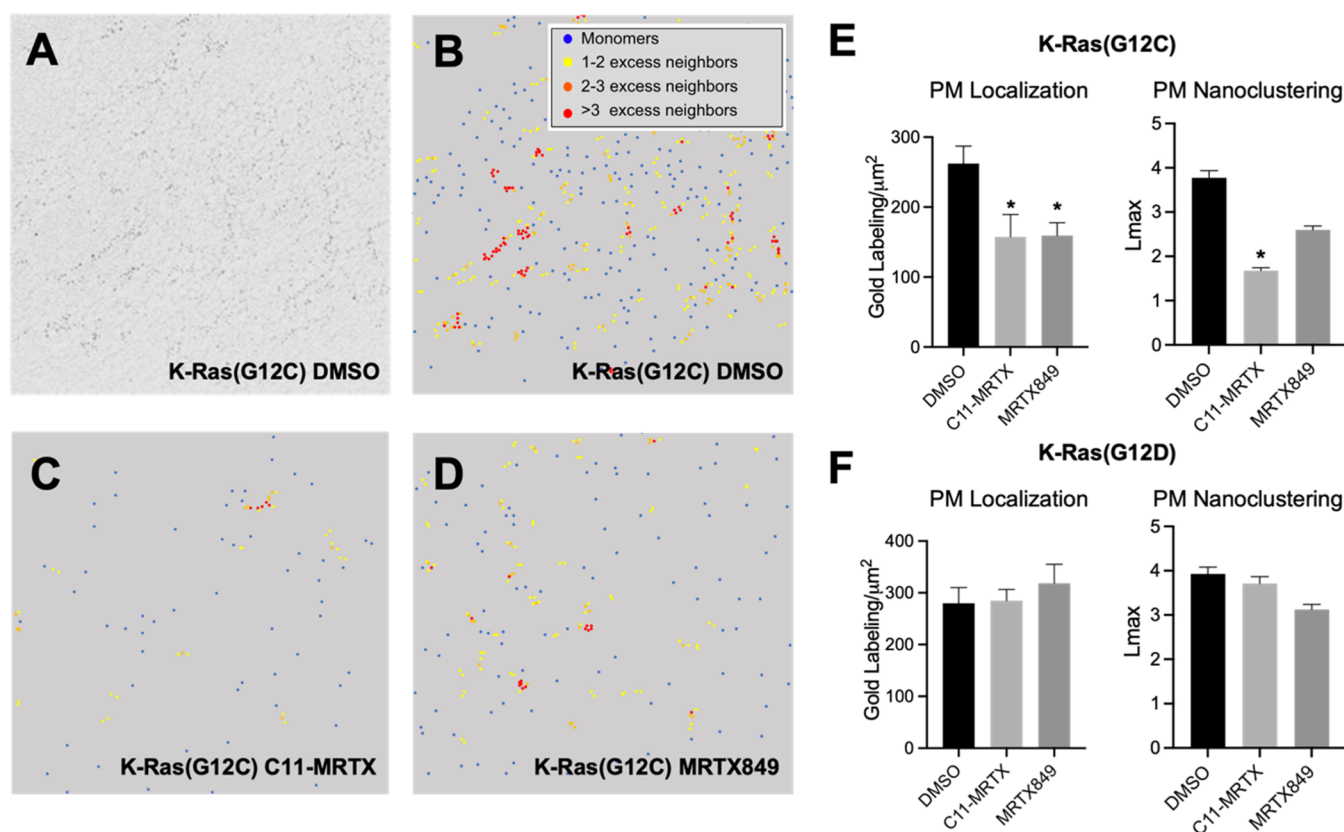 A
K-Ras(G12C) DMSO
B
Monomers
1-2 excess neighbors
2-3 excess neighbors
>3 excess neighbors
K-Ras(G12C) DMSO
C
K-Ras(G12C) C11-MRTX
D
K-Ras(G12C) MRTX849
E
K-Ras(G12C)
PM Localization
Gold Labeling/μm2
300
200
100
0
*
*
DMSO
C11-MRTX
MRTX849
PM Nanoclustering
Lmax
5
4
3
2
1
0
*
DMSO
C11-MRTX
MRTX849
F
K-Ras(G12D)
PM Localization
Gold Labeling/μm2
400
300
200
100
0
DMSO
C11-MRTX
MRTX849
PM Nanoclustering
Lmax
5
4
3
2
1
0
DMSO
C11-MRTX
MRTX849